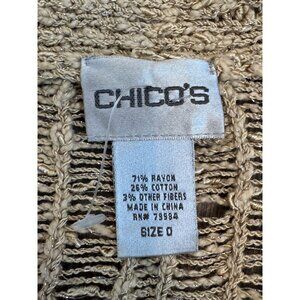 CHICO'S
71% RAYON
26% COTTON
3% OTHER FIBERS
MADE IN CHINA
RN# 79984
SIZE 0